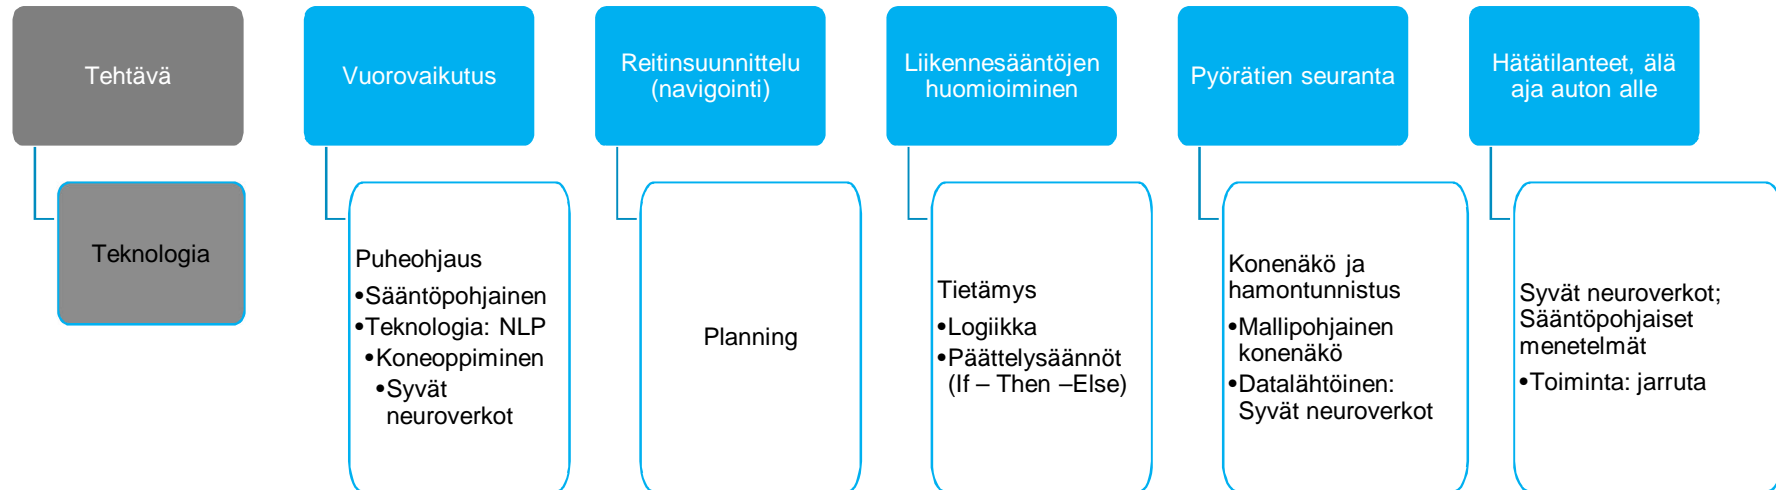 Tehtävä
Teknologia
Vuorovaikutus
Puheohjaus
•Sääntöpohjainen
•Teknologia: NLP
•Koneoppiminen
•Syvät
neuroverkot
Reitinsuunnittelu
(navigointi)
Planning
Liikennesääntöjen
huomioiminen
Tietämys
•Logiikka
•Päättelysäännöt
(If – Then –Else)
Pyörätien seuranta
Konenäkö ja
hamontunnistus
•Mallipohjainen
konenäkö
•Datalähtöinen:
Syvät neuroverkot
Hätätilanteet, älä
aja auton alle
Syvät neuroverkot;
Sääntöpohjaiset
menetelmät
•Toiminta: jarruta